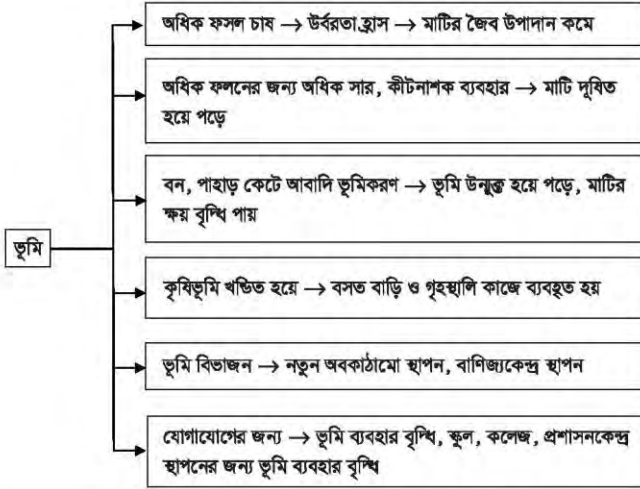 অধিক ফসল চাষ → উর্বরতা হ্রাস → মাটির জৈব উপাদান কমে
অধিক ফলনের জন্য অধিক সার, কীটনাশক ব্যবহার → মাটি দূষিত
হয়ে পড়ে
বন, পাহাড় কেটে আবাদি ভূমিকরণ → ভূমি উন্মুক্ত হয়ে পড়ে, মাটির
ক্ষয় বৃদ্ধি পায়
ভূমি
কৃষিভূমি খন্ডিত হয়ে → বসত বাড়ি ও গৃহস্থালি কাজে ব্যবহৃত হয়
ভূমি বিভাজন → নতুন অবকাঠামো স্থাপন, বাণিজ্যকেন্দ্র স্থাপন
যোগাযোগের জন্য → ভূমি ব্যবহার বৃদ্ধি, স্কুল, কলেজ, প্রশাসনকেন্দ্র
স্থাপনের জন্য ভূমি ব্যবহার বৃদ্ধি